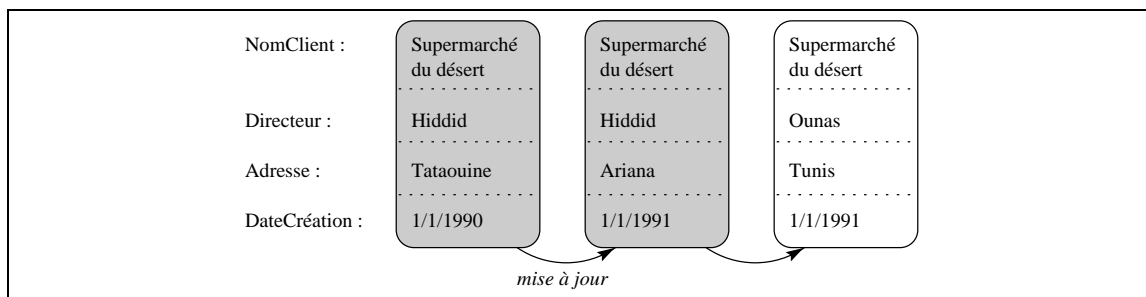 NomClient : Supermarché Supermarché Supermarché
du désert du désert du désert
Directeur : Hiddid Hiddid Ounas
Adresse : Tataouine Ariana Tunis
DateCréation : 1/1/1990 1/1/1991 1/1/1991
mise à jour